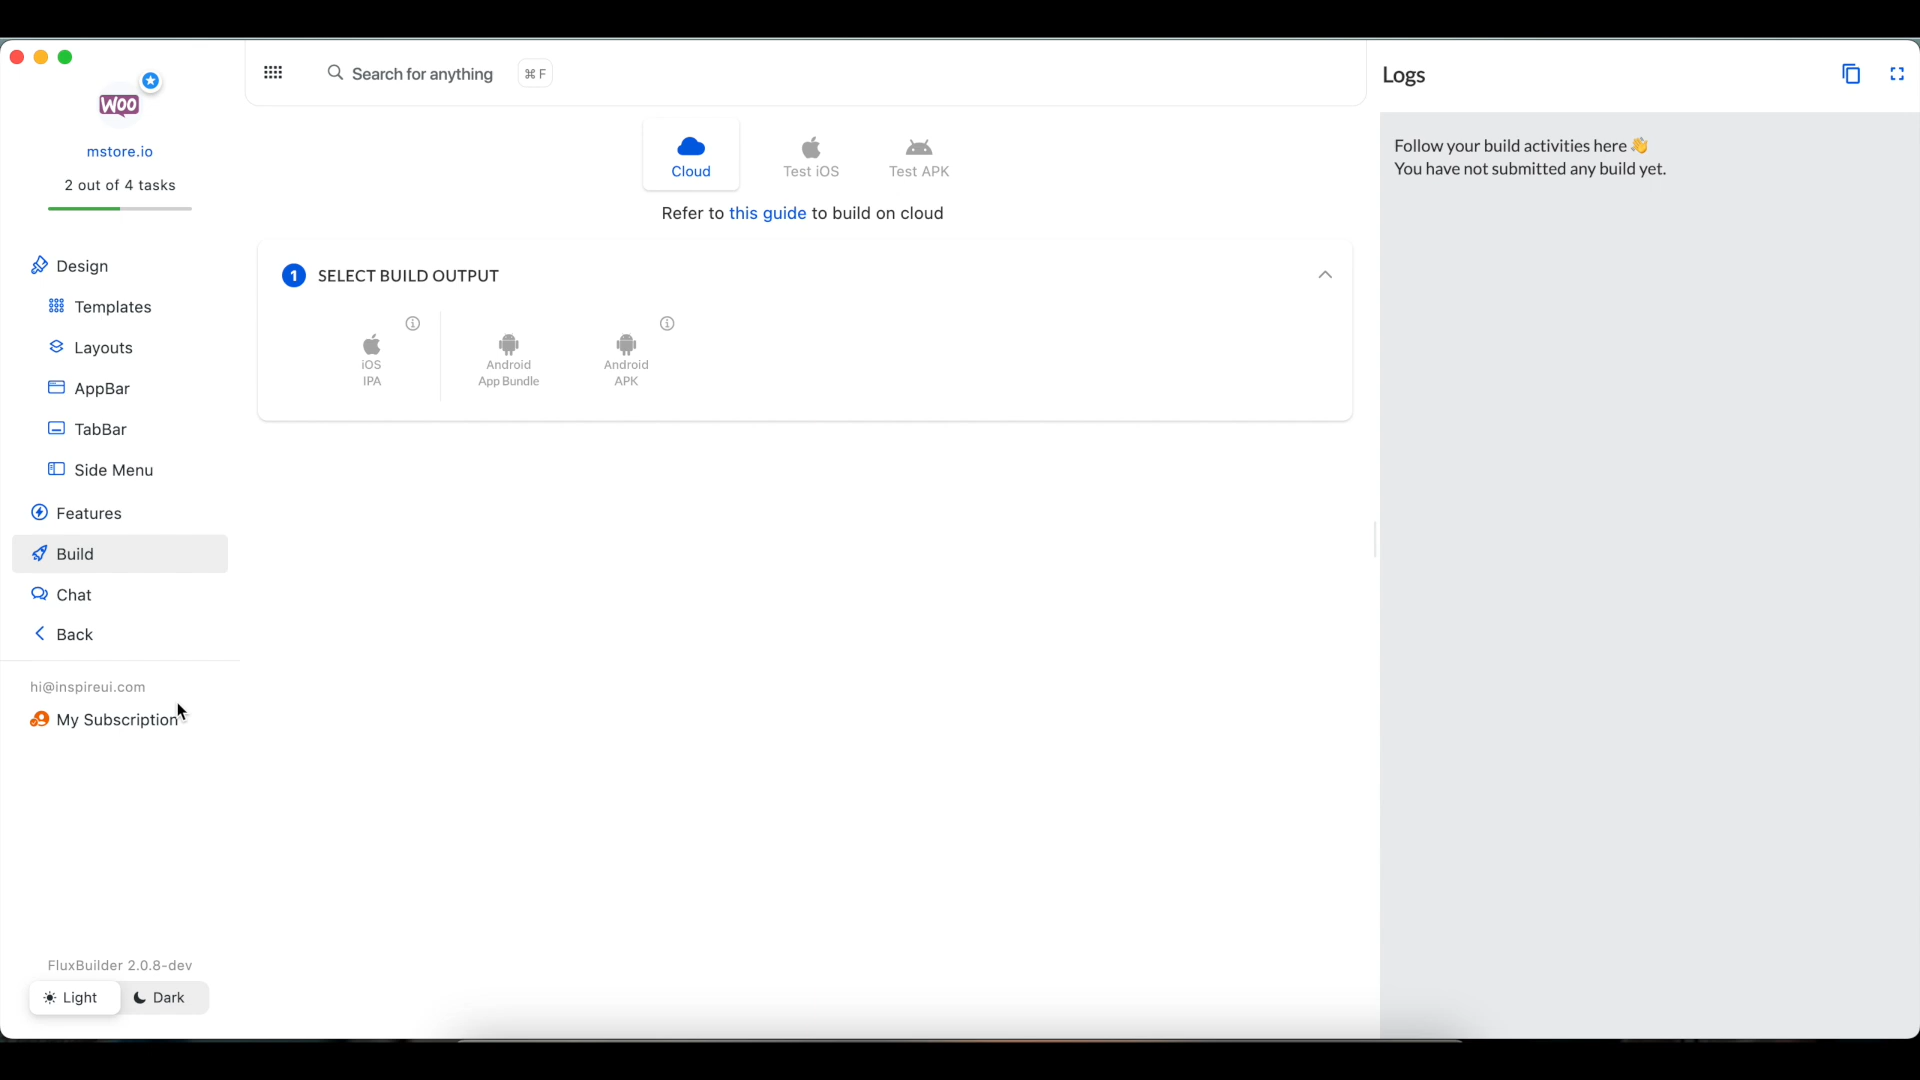 WOO
mstore.io
2 out of 4 tasks
Design
Templates
Layouts
AppBar
TabBar
Side Menu
Features
Build
Chat
Back
hi@inspireui.com
My Subscription
FluxBuilder 2.0.8-dev
Light
Dark
Search for anything
⌘ F
Cloud
Test iOS
Test APK
Refer to this guide to build on cloud
1 SELECT BUILD OUTPUT
iOS
IPA
Android
App Bundle
Android
APK
Logs
Follow your build activities here 👋
You have not submitted any build yet.